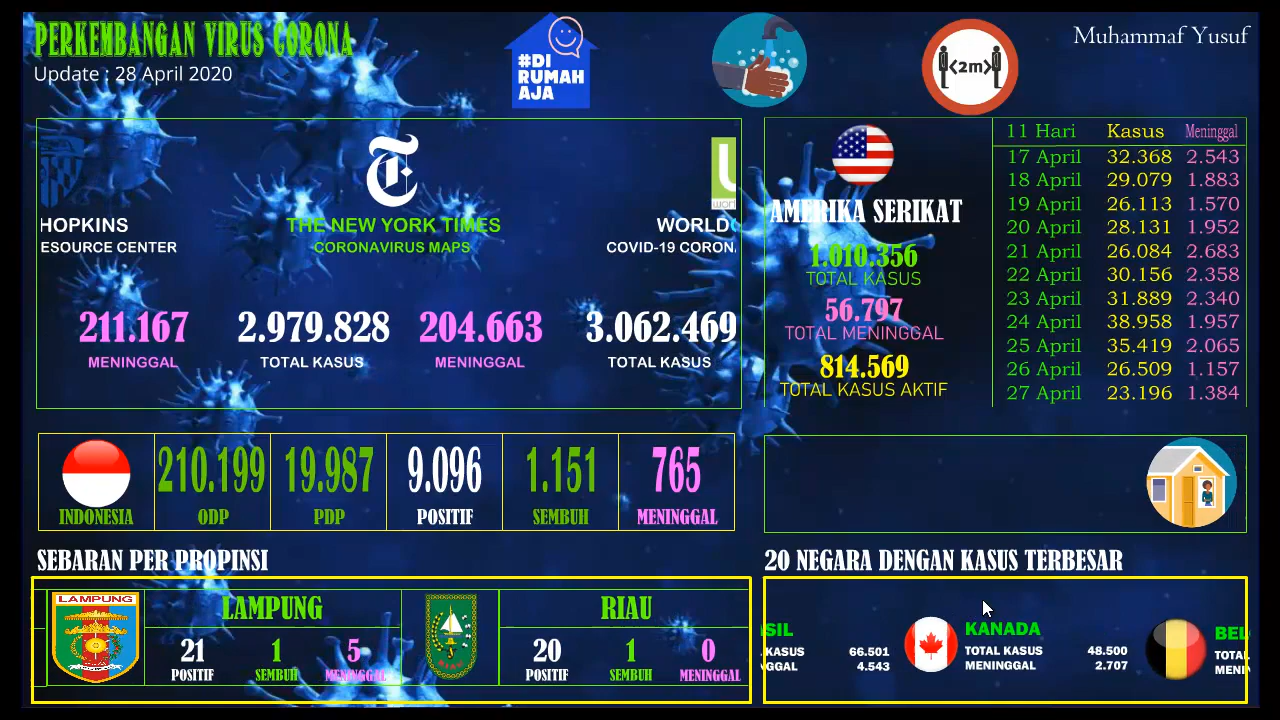 PERKEMBANGAN VIRUS CORONA
Update : 28 April 2020
#DI
RUMAH
AJA
<2m>
Muhammaf Yusuf
HOPKINS
ESOURCE CENTER
211.167
MENINGGAL
THE NEW YORK TIMES
CORONAVIRUS MAPS
2.979.828
TOTAL KASUS
204.663
MENINGGAL
WORLD
COVID-19 CORON
3.062.469
TOTAL KASUS
AMERIKA SERIKAT
1.010.356
TOTAL KASUS
56.797
TOTAL MENINGGAL
814.569
TOTAL KASUS AKTIF
11 Hari Kasus Meninggal
17 April 32.368 2.543
18 April 29.079 1.883
19 April 26.113 1.570
20 April 28.131 1.952
21 April 26.084 2.683
22 April 30.156 2.358
23 April 31.889 2.340
24 April 38.958 1.957
25 April 35.419 2.065
26 April 26.509 1.157
27 April 23.196 1.384
210.199 19.987 9.096 1.151 765
INDONESIA ODP PDP POSITIF SEMBUH MENINGGAL
SEBARAN PER PROPINSI
LAMPUNG
LAMPUNG
21 1 5
POSITIF SEMBUH MENINGGAL
RIAU
RIAU
20 1 0
POSITIF SEMBUH MENINGGAL
20 NEGARA DENGAN KASUS TERBESAR
SIL
KASUS 66.501
GGAL 4.543
KANADA
TOTAL KASUS 48.500
MENINGGAL 2.707
BEL
TOTAL
MENIN